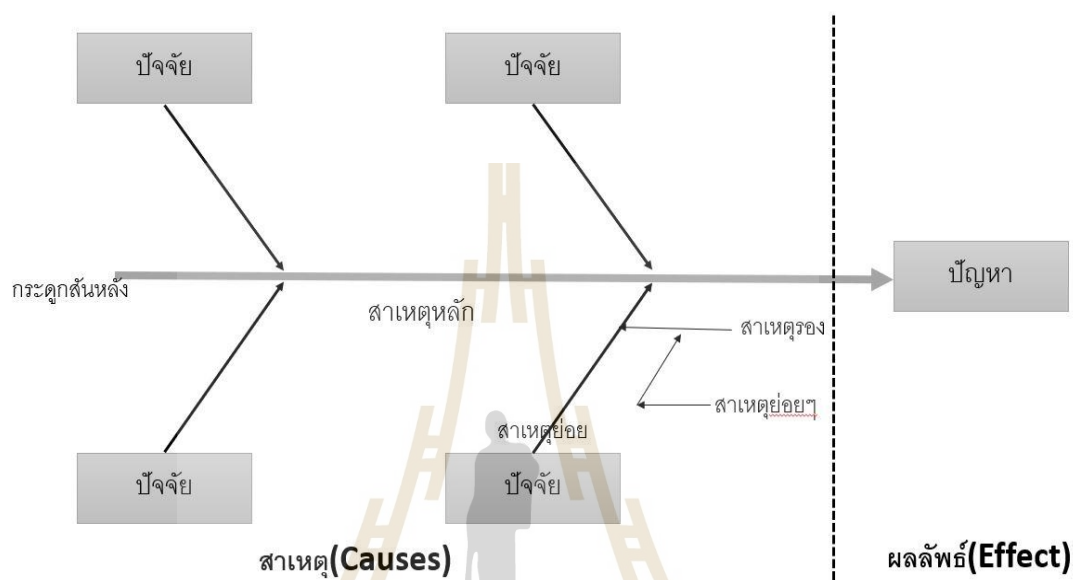 ปัจจัย
ปัจจัย
กระดูกสันหลัง
ปัญหา
สาเหตุหลัก
สาเหตุรอง
สาเหตุย่อยๆ
สาเหตุย่อย
ปัจจัย
ปัจจัย
สาเหตุ(Causes)
ผลลัพธ์(Effect)